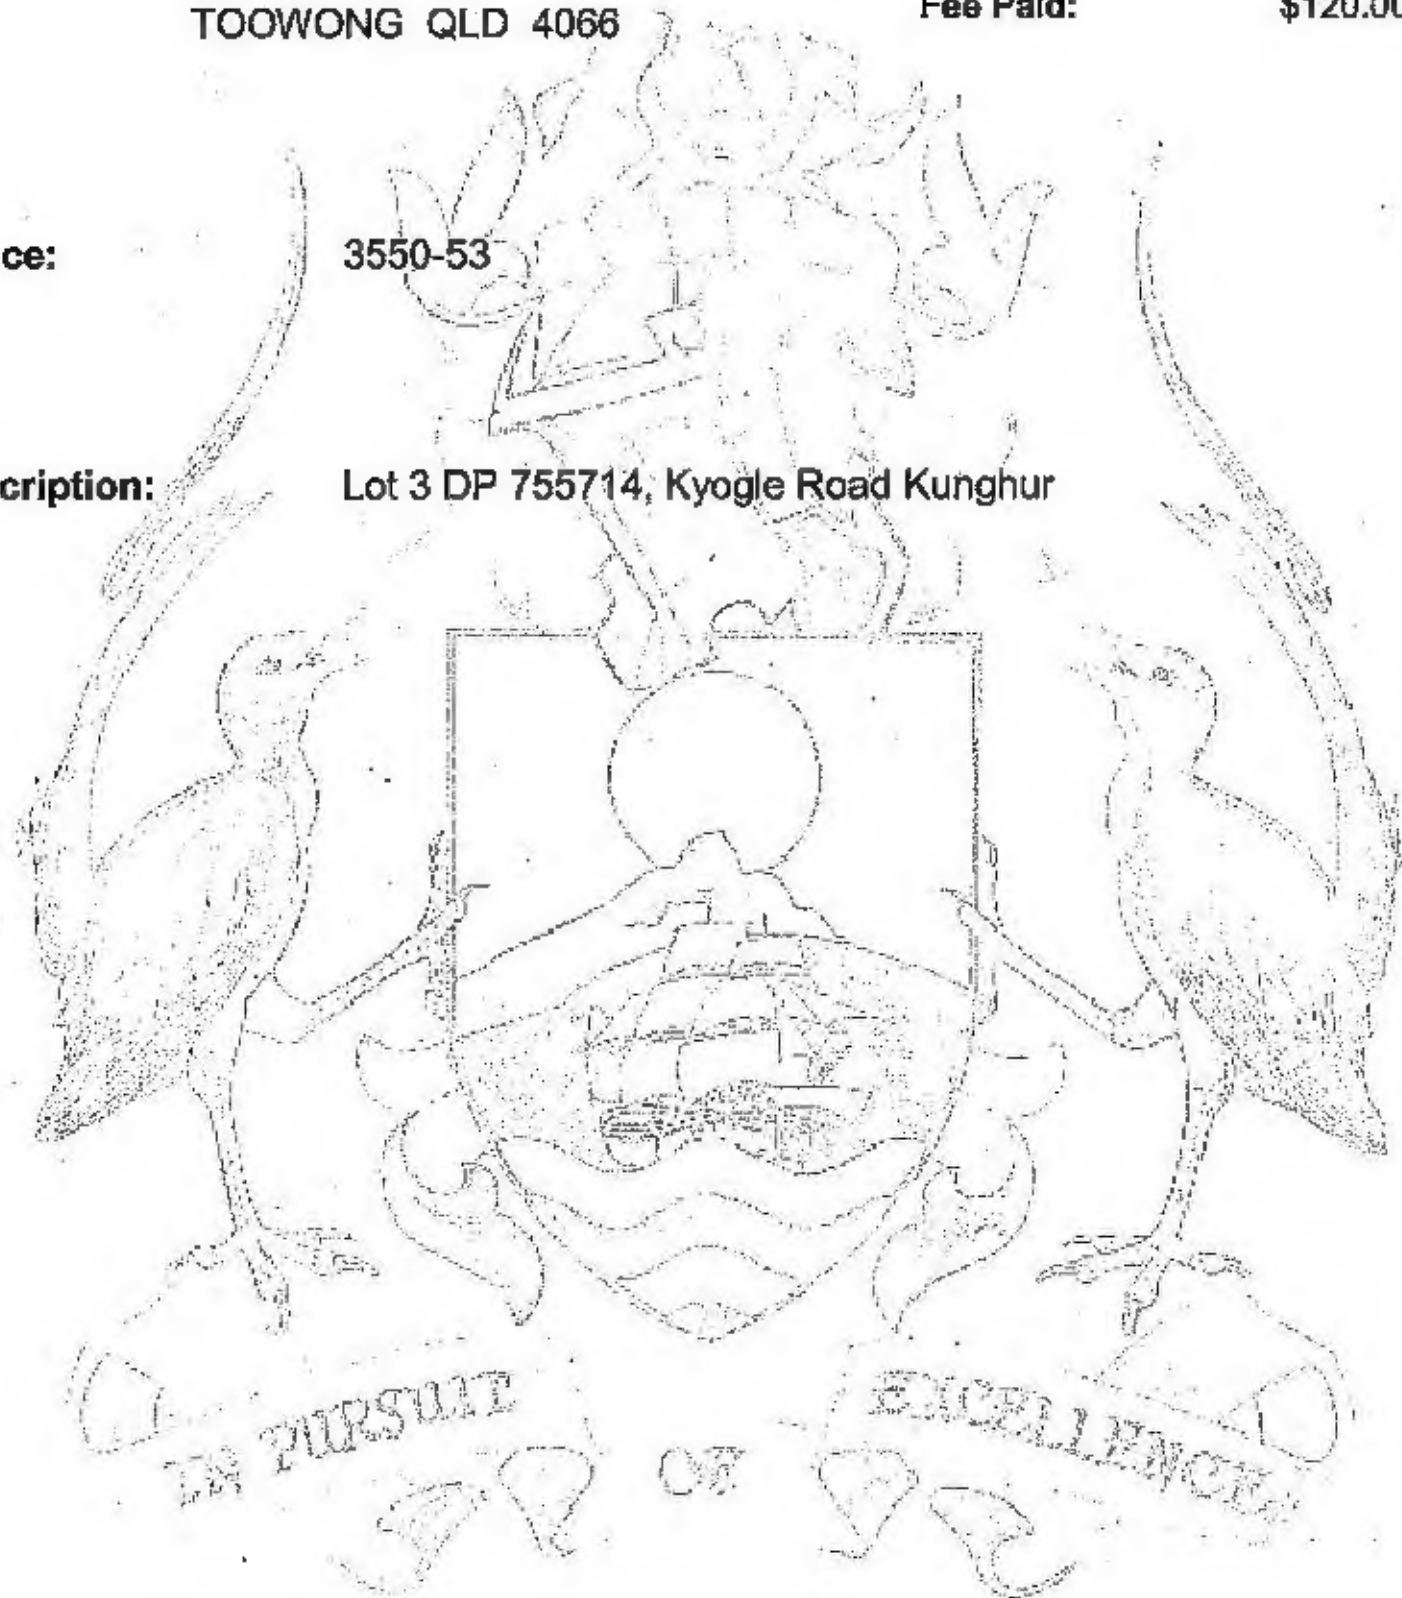 TOOWONG QLD 4066 Fee Paid: $120.00
ce: 3550-53
cription: Lot 3 DP 755714, Kyogle Road Kunghur
IN PURSUIT OF EXCELLENCE